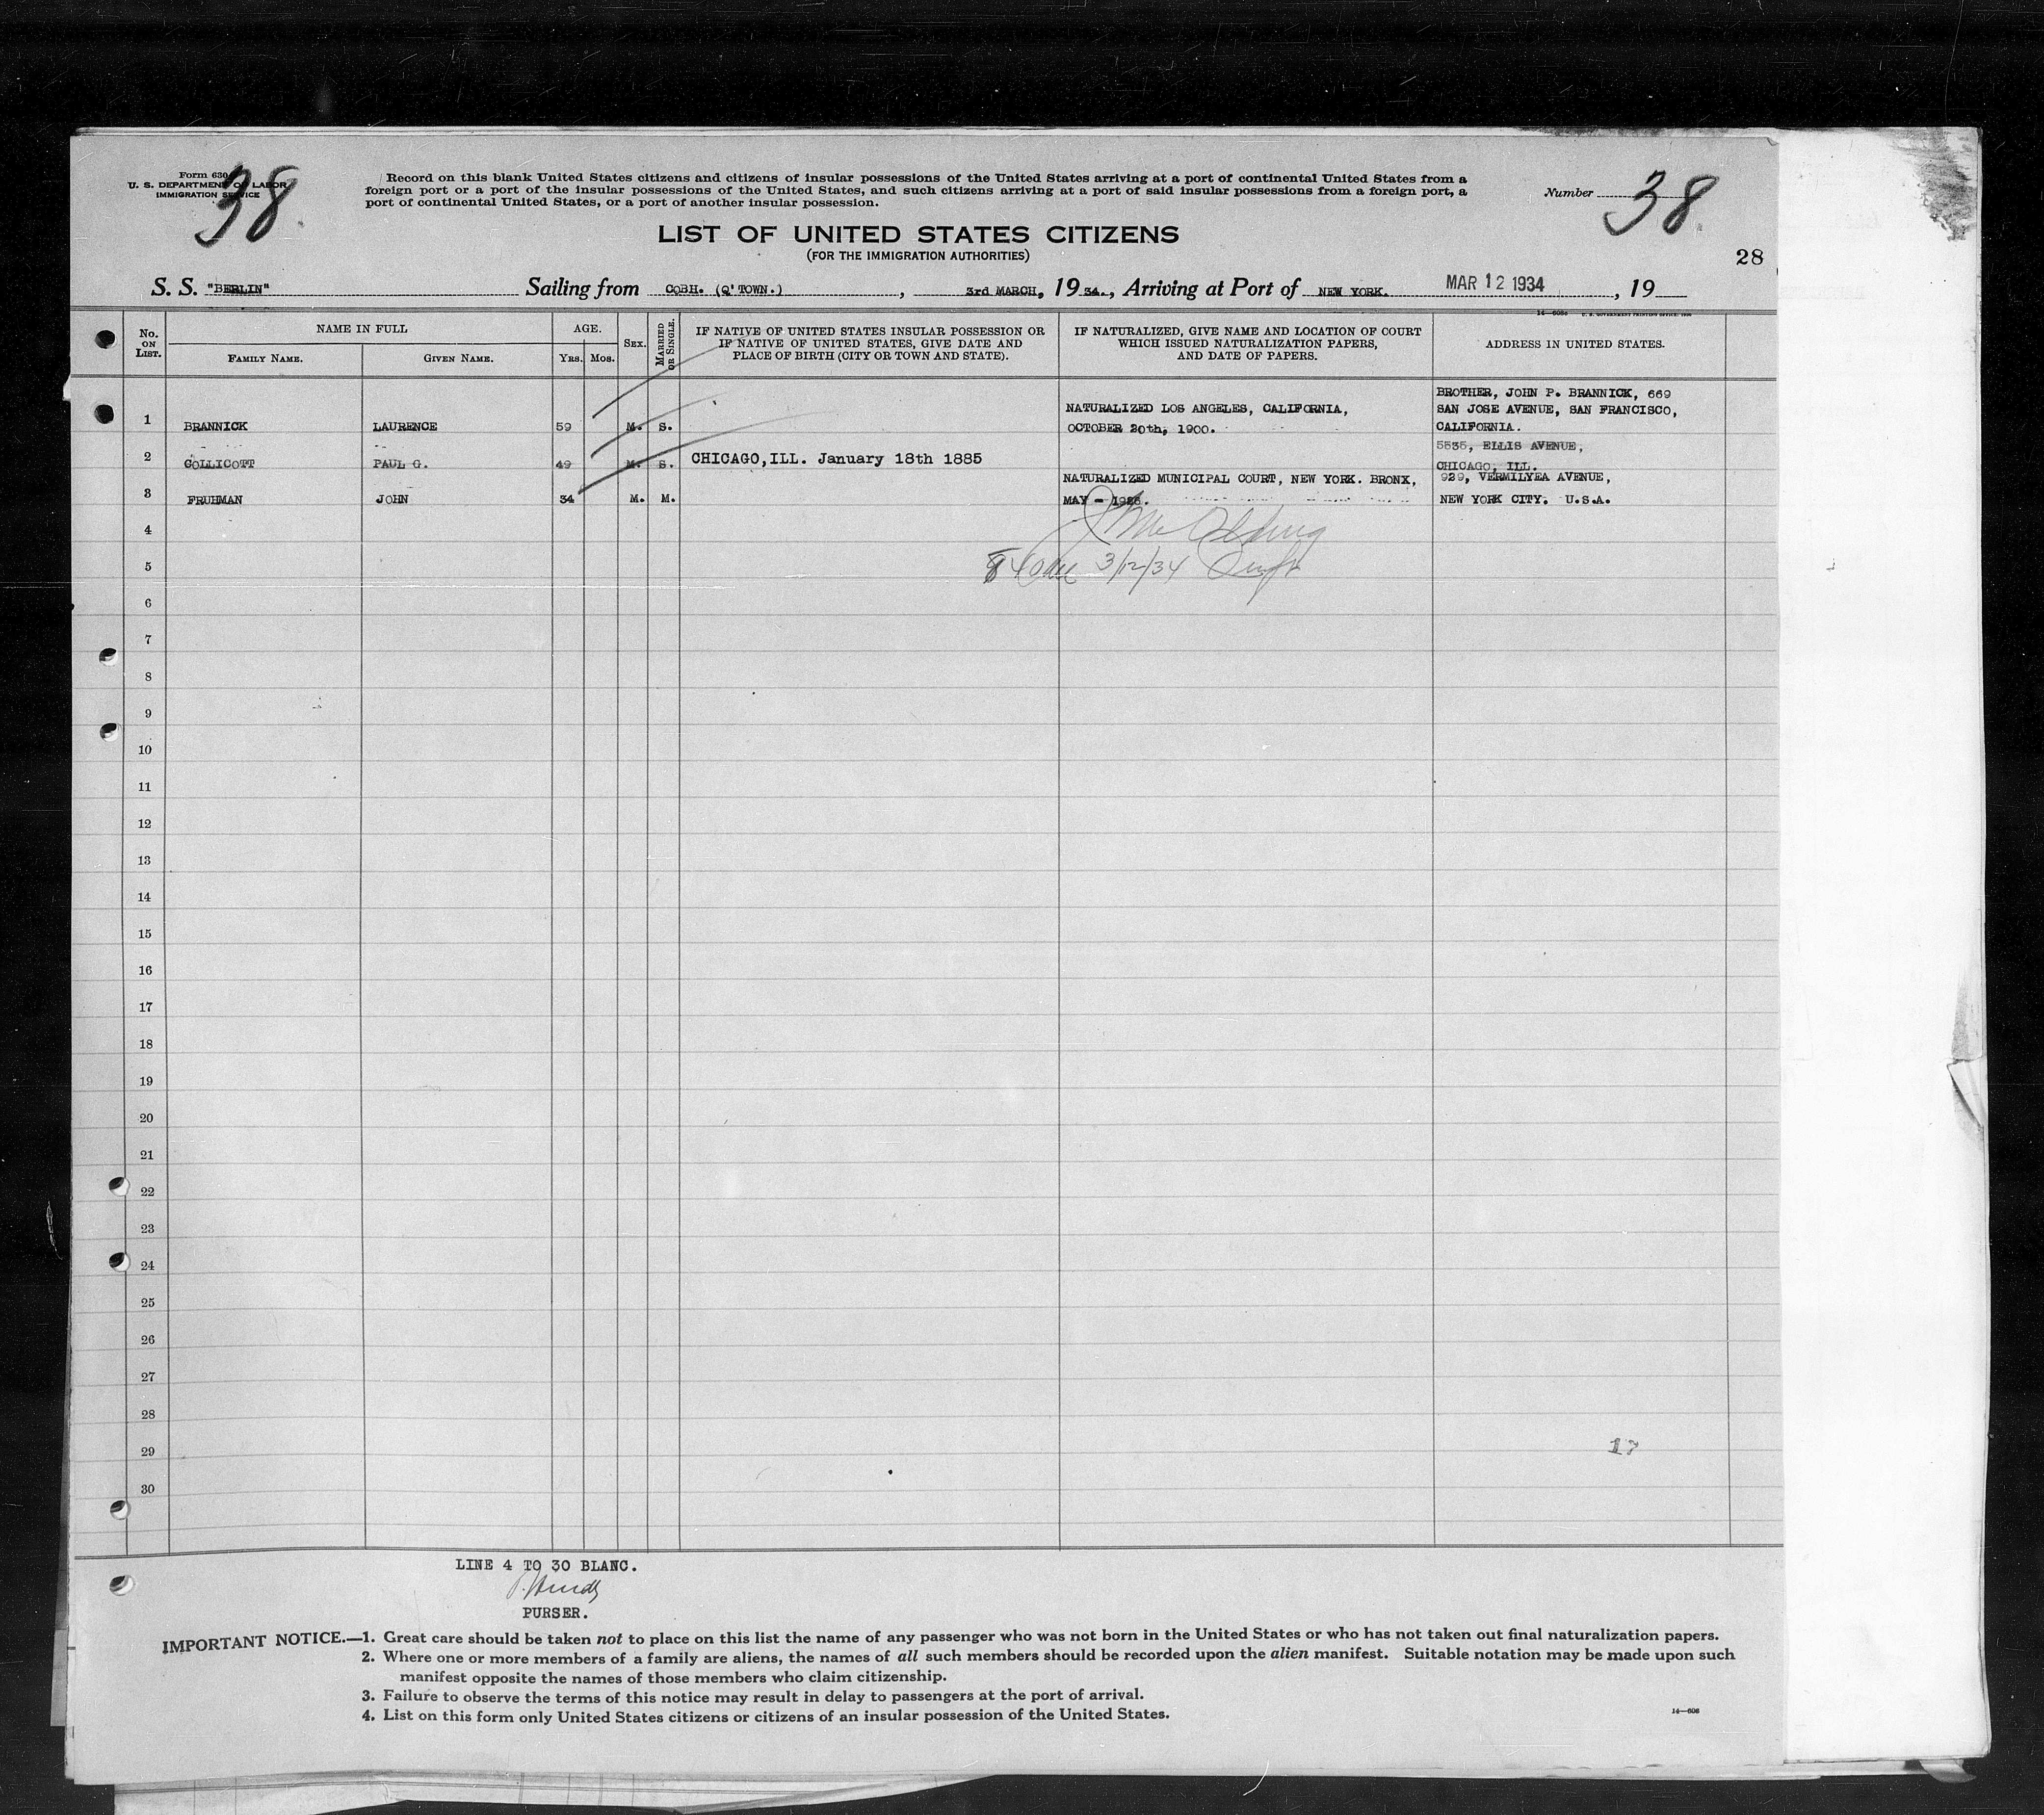 Form 630
U. S. DEPARTMENT OF LABOR
IMMIGRATION SERVICE
38.
Record on this blank United States citizens and citizens of insular possessions of the United States arriving at a port of continental United States from a
foreign port or a port of the insular possessions of the United States, and such citizens arriving at a port of said insular possessions from a foreign port, a
port of continental United States, or a port of another insular possession.
Number 38.
LIST OF UNITED STATES CITIZENS
(FOR THE IMMIGRATION AUTHORITIES)
28
S. S. "BERLIN" Sailing from COBH. (Q'TOWN.), 3rd MARCH, 1934., Arriving at Port of NEW YORK. MAR 12 1934, 19
No. ON LIST.
NAME IN FULL
FAMILY NAME. GIVEN NAME.
AGE.
YRS. MOS.
SEX.
MARRIED OR SINGLE.
IF NATIVE OF UNITED STATES INSULAR POSSESSION OR
IF NATIVE OF UNITED STATES, GIVE DATE AND
PLACE OF BIRTH (CITY OR TOWN AND STATE).
IF NATURALIZED, GIVE NAME AND LOCATION OF COURT
WHICH ISSUED NATURALIZATION PAPERS,
AND DATE OF PAPERS.
ADDRESS IN UNITED STATES.
1 BRANNICK LAURENCE 59 M. S.
NATURALIZED LOS ANGELES, CALIFORNIA,
OCTOBER 20th, 1900.
BROTHER, JOHN P. BRANNICK, 669
SAN JOSE AVENUE, SAN FRANCISCO,
CALIFORNIA.
2 COLLICOTT PAUL G. 49 M. S. CHICAGO, ILL. January 18th 1885
5535, ELLIS AVENUE,
CHICAGO, ILL.
3 FRUHMAN JOHN 34 M. M.
NATURALIZED MUNICIPAL COURT, NEW YORK. BRONX,
MAY -
929, VERMILYEA AVENUE,
NEW YORK CITY. U.S.A.
4
5
3/12/34
6
7
8
9
10
11
12
13
14
15
16
17
18
19
20
21
22
23
24
25
26
27
28
29
17
30
LINE 4 TO 30 BLANC.
PURSER.
IMPORTANT NOTICE.—1. Great care should be taken not to place on this list the name of any passenger who was not born in the United States or who has not taken out final naturalization papers.
2. Where one or more members of a family are aliens, the names of all such members should be recorded upon the alien manifest. Suitable notation may be made upon such
manifest opposite the names of those members who claim citizenship.
3. Failure to observe the terms of this notice may result in delay to passengers at the port of arrival.
4. List on this form only United States citizens or citizens of an insular possession of the United States.
14—608